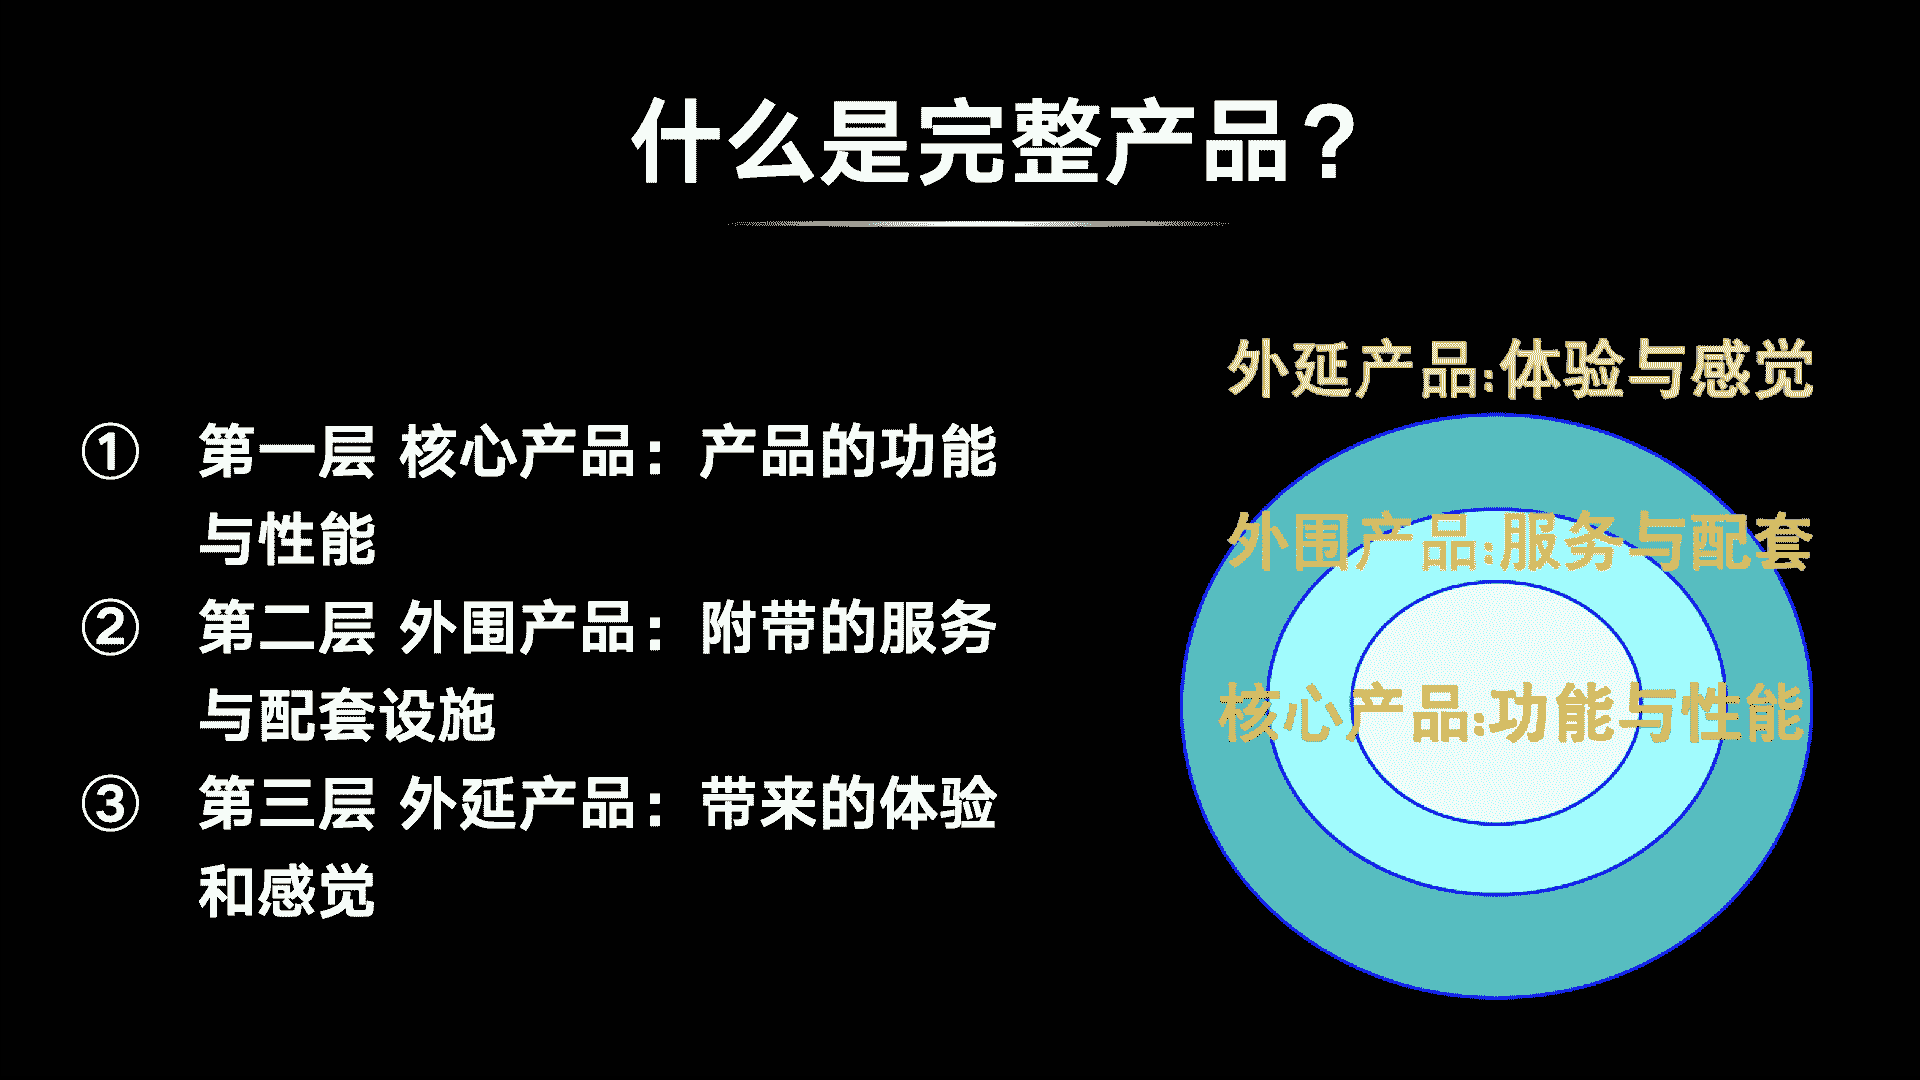 什么是完整产品？
① 第一层 核心产品：产品的功能
与性能
② 第二层 外围产品：附带的服务
与配套设施
③ 第三层 外延产品：带来的体验
和感觉
外延产品:体验与感觉
外围产品:服务与配套
核心产品:功能与性能